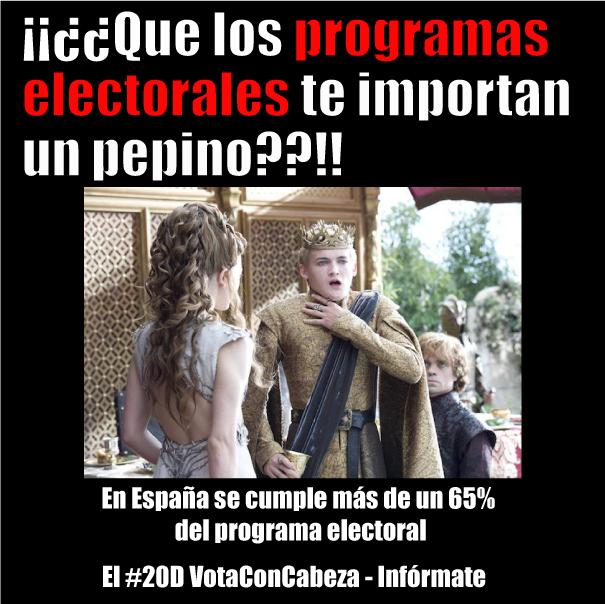 ¡¡¿¿Que los programas
electorales te importan
un pepino??!!
En España se cumple más de un 65%
del programa electoral
El #20D VotaConCabeza - Infórmate